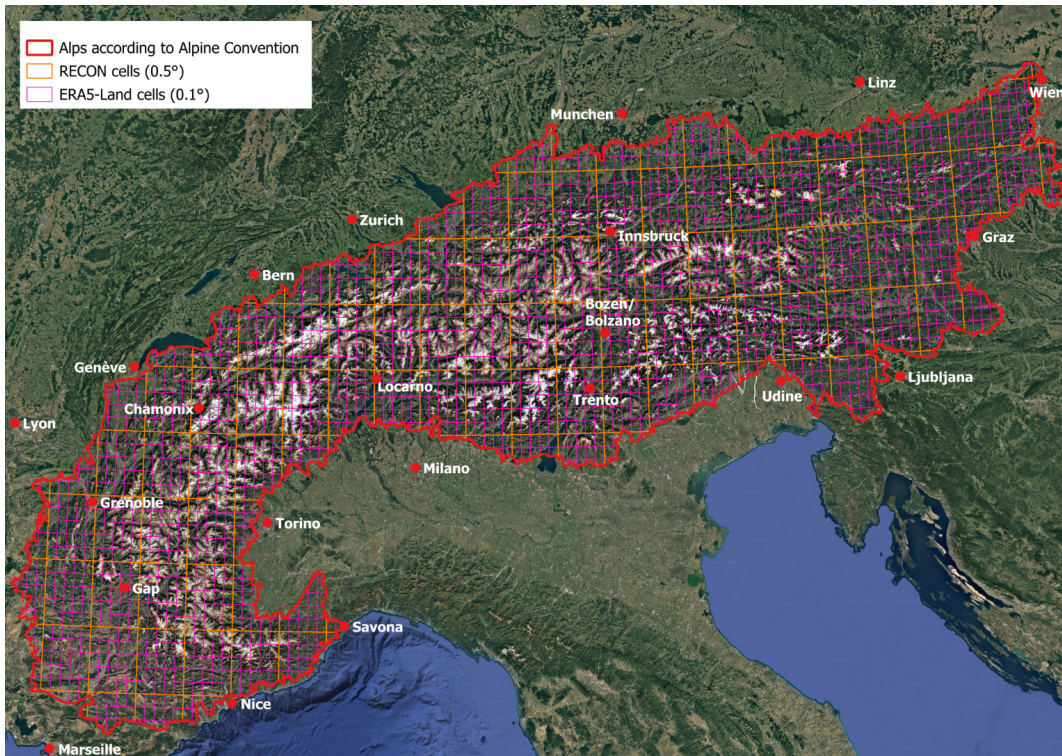 Alps according to Alpine Convention
RECON cells (0.5°)
ERA5-Land cells (0.1°)
Linz
Wien
Munchen
Zurich
Innsbruck
Graz
Bern
Bozen/
Bolzano
Genève
Locarno
Ljubljana
Trento
Udine
Chamonix
Lyon
Milano
Grenoble
Torino
Gap
Savona
Nice
Marseille